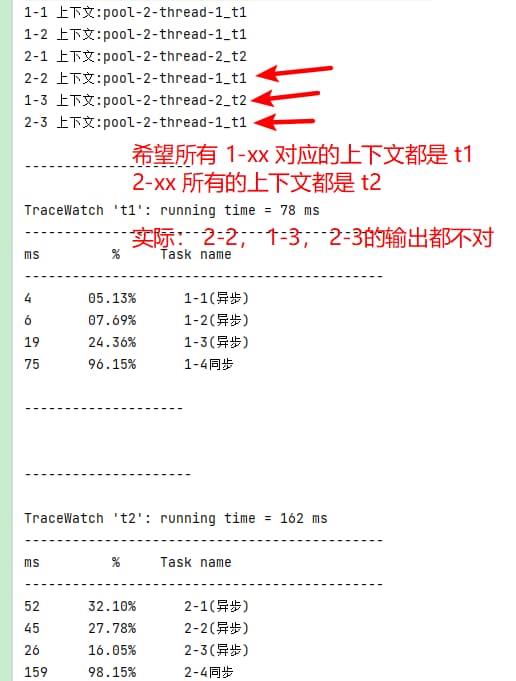 1-1 上下文:pool-2-thread-1_t1
1-2 上下文:pool-2-thread-1_t1
2-1 上下文:pool-2-thread-2_t2
2-2 上下文:pool-2-thread-1_t1
1-3 上下文:pool-2-thread-2_t2
2-3 上下文:pool-2-thread-1_t1
希望所有 1-xx 对应的上下文都是 t1
---------------------
2-xx 所有的上下文都是 t2
TraceWatch 't1': running time = 78 ms
实际： 2-2， 1-3， 2-3的输出都不对
---------------------------------------------
ms % Task name
---------------------------------------------
4 05.13% 1-1(异步)
6 07.69% 1-2(异步)
19 24.36% 1-3(异步)
75 96.15% 1-4同步
--------------------
---------------------
TraceWatch 't2': running time = 162 ms
---------------------------------------------
ms % Task name
---------------------------------------------
52 32.10% 2-1(异步)
45 27.78% 2-2(异步)
26 16.05% 2-3(异步)
159 98.15% 2-4同步